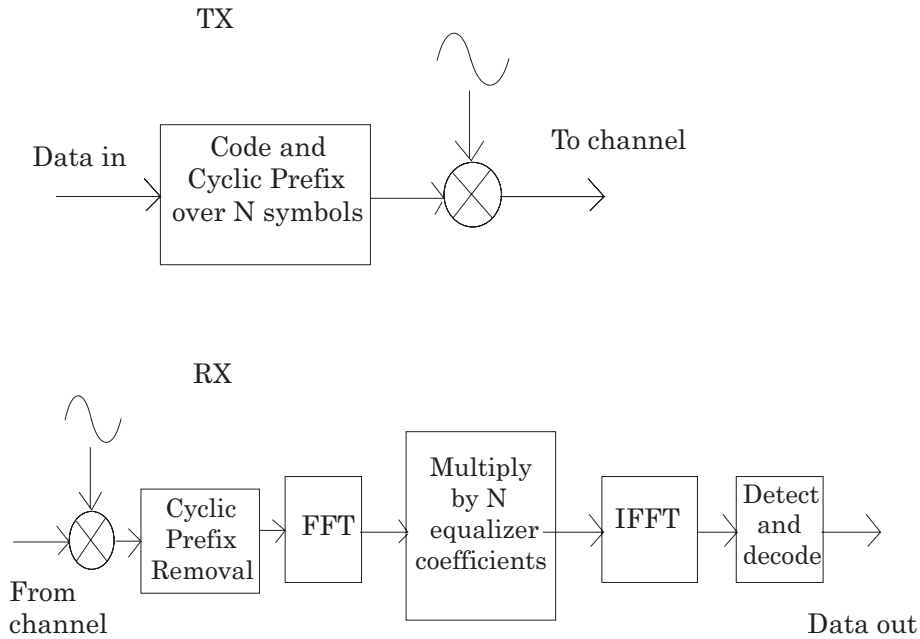 TX
Data in
Code and
Cyclic Prefix
over N symbols
To channel
RX
From
channel
Cyclic
Prefix
Removal
FFT
Multiply
by N
equalizer
coefficients
IFFT
Detect
and
decode
Data out